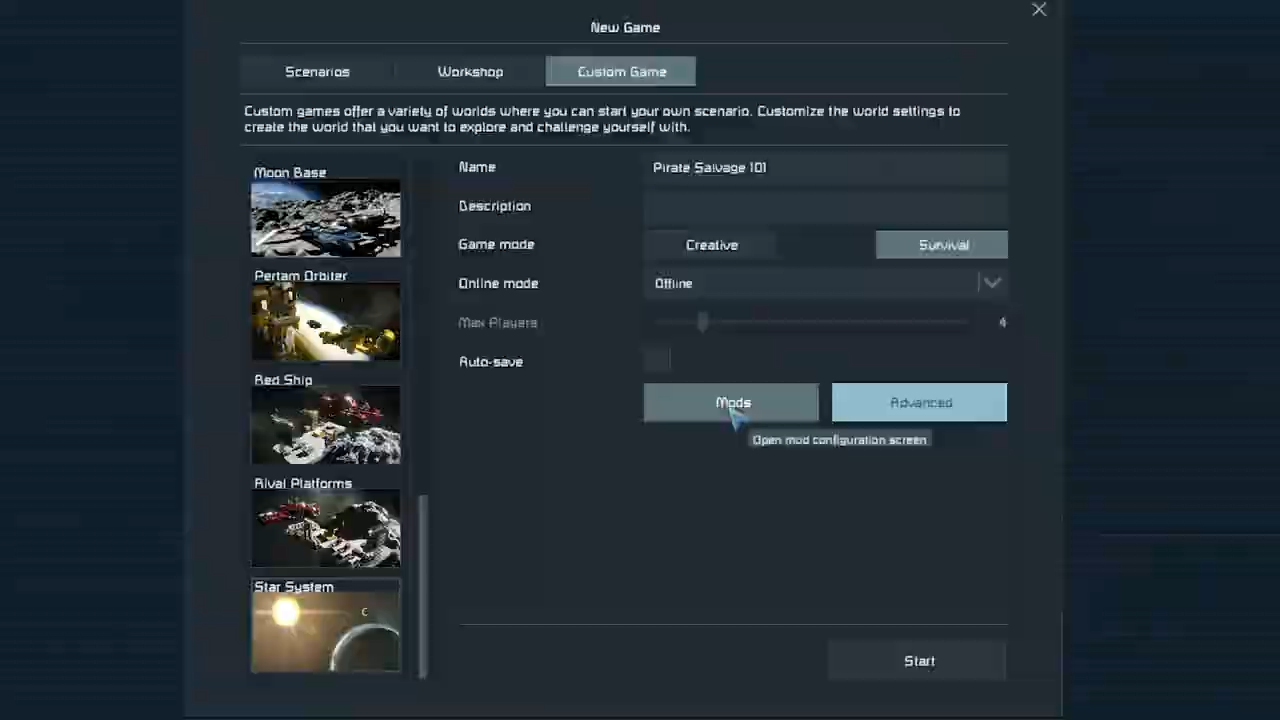 New Game
Scenarios
Workshop
Custom Game
Custom games offer a variety of worlds where you can start your own scenario. Customize the world settings to
create the world that you want to explore and challenge yourself with.
Moon Base
Pertam Orbiter
Red Ship
Rival Platforms
Star System
Name
Pirate Salvage 101
Description
Game mode
Creative
Survival
Online mode
Offline
Max Players
4
Auto-save
Mods
Advanced
Open mod configuration screen
Start